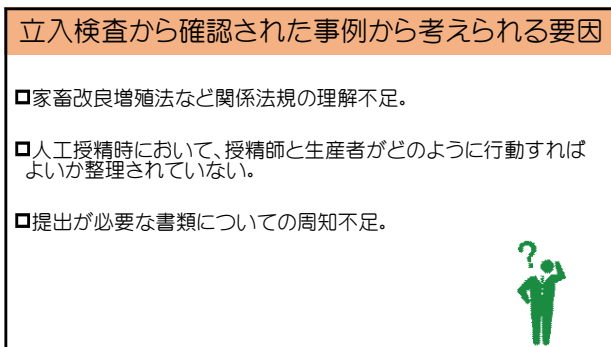 立入検査から確認された事例から考えられる要因
家畜改良増殖法など関係法規の理解不足。
人工授精時において、授精師と生産者がどのように行動すれば
よいか整理されていない。
提出が必要な書類についての周知不足。
?